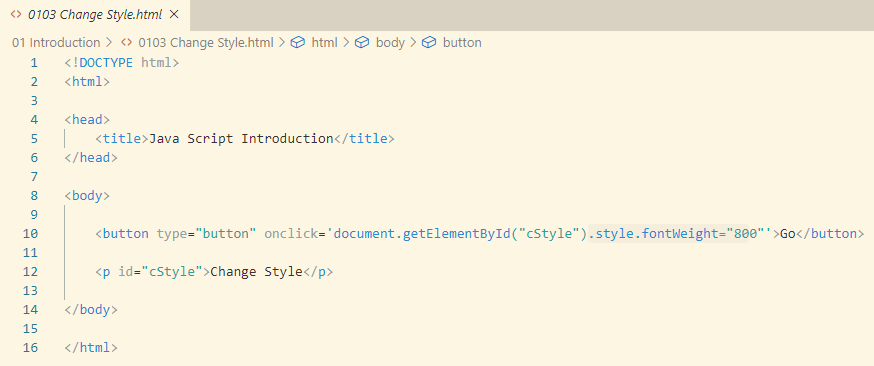 0103 Change Style.html
01 Introduction > 0103 Change Style.html > html > body > button
1 <!DOCTYPE html>
2 <html>
3
4 <head>
5     <title>Java Script Introduction</title>
6 </head>
7
8 <body>
9
10     <button type="button" onclick='document.getElementById("cStyle").style.fontWeight="800"'>Go</button>
11
12     <p id="cStyle">Change Style</p>
13
14 </body>
15
16 </html>